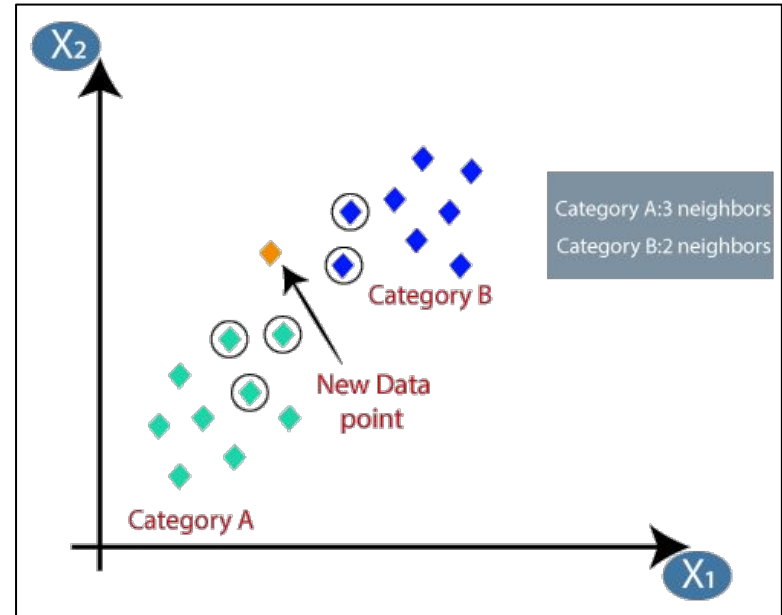 X₂
Category A:3 neighbors
Category B:2 neighbors
Category B
New Data
point
Category A
X₁